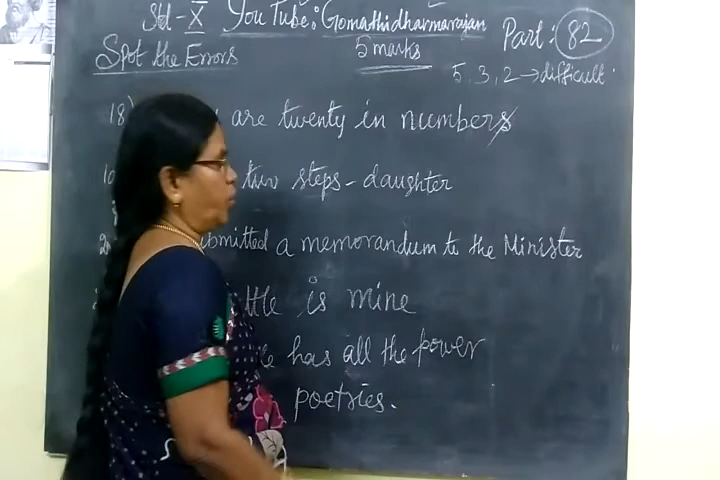 Std - X YouTube: Gomathidharmarajan Part: 82
Spot the Errors 5 marks
5, 3, 2 → difficult
18) are twenty in numbers
two steps - daughter
submitted a memorandum to the Minister
is mine
has all the power
poetries.